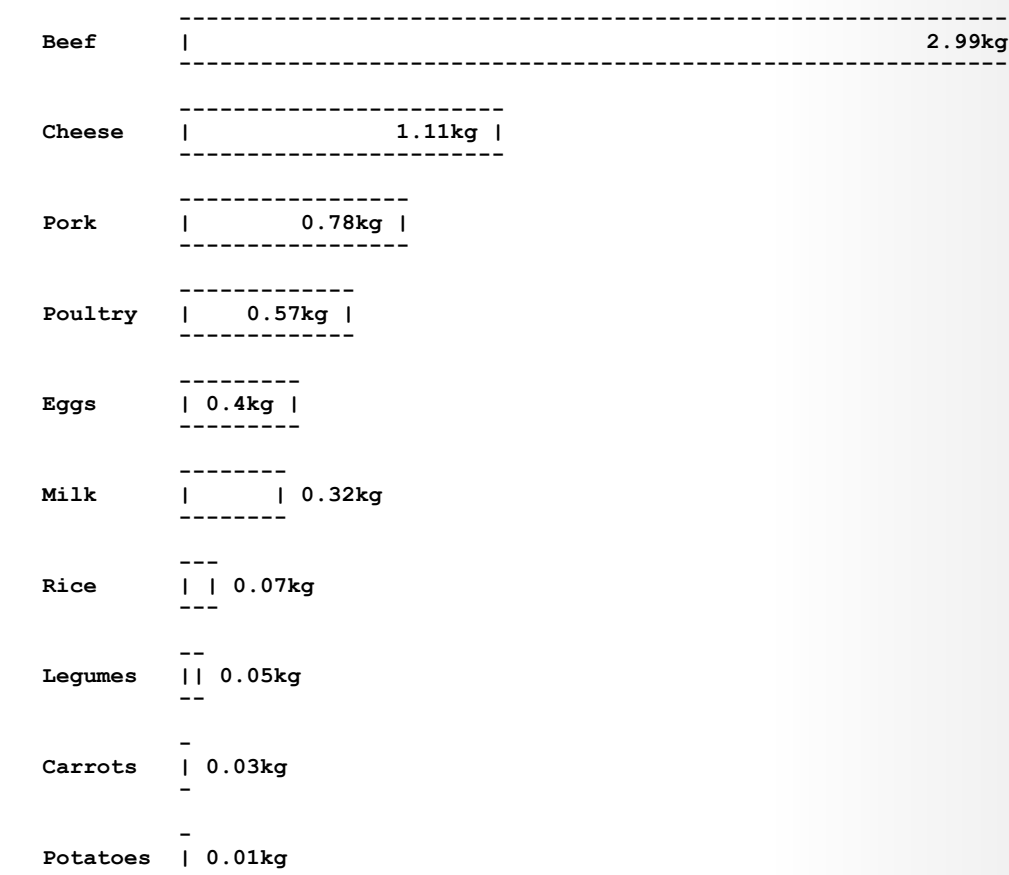 Beef | 2.99kg
Cheese | 1.11kg |
Pork | 0.78kg |
Poultry | 0.57kg |
Eggs | 0.4kg |
Milk | | 0.32kg
Rice | | 0.07kg
Legumes || 0.05kg
Carrots | 0.03kg
Potatoes | 0.01kg